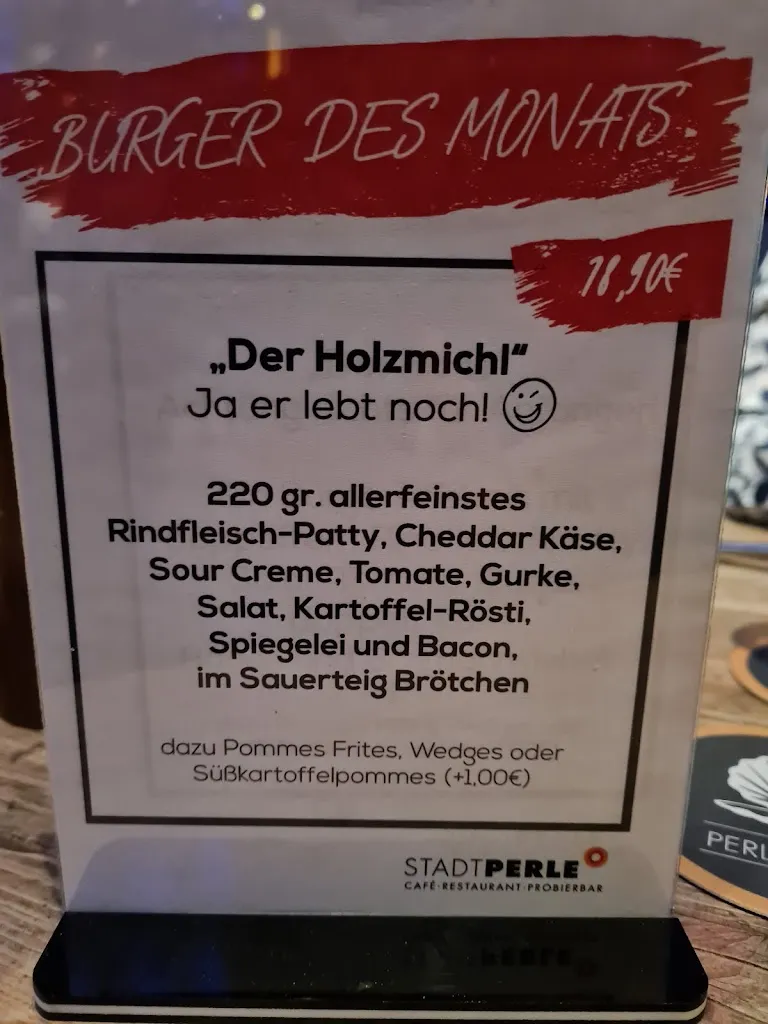 BURGER DES MONATS
18,90€
„Der Holzmichl“
Ja er lebt noch!
220 gr. allerfeinstes
Rindfleisch-Patty, Cheddar Käse,
Sour Creme, Tomate, Gurke,
Salat, Kartoffel-Rösti,
Spiegelei und Bacon,
im Sauerteig Brötchen
dazu Pommes Frites, Wedges oder
Süßkartoffelpommes (+1,00€)
STADTPERLE
CAFÉ·RESTAURANT·PROBIERBAR
PERL